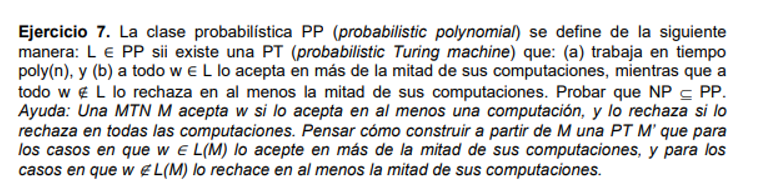 Ejercicio 7. La clase probabilística PP (probabilistic polynomial) se define de la siguiente
manera: L ∈ PP sii existe una PT (probabilistic Turing machine) que: (a) trabaja en tiempo
poly(n), y (b) a todo w ∈ L lo acepta en más de la mitad de sus computaciones, mientras que a
todo w ∉ L lo rechaza en al menos la mitad de sus computaciones. Probar que NP ⊆ PP.
Ayuda: Una MTN M acepta w si lo acepta en al menos una computación, y lo rechaza si lo
rechaza en todas las computaciones. Pensar cómo construir a partir de M una PT M' que para
los casos en que w ∈ L(M) lo acepte en más de la mitad de sus computaciones, y para los
casos en que w ∉ L(M) lo rechace en al menos la mitad de sus computaciones.